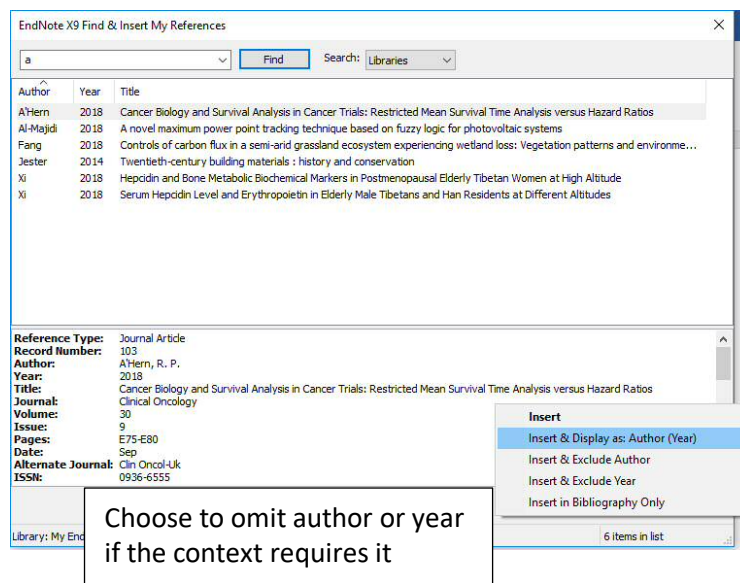 EndNote X9 Find & Insert My References
a Find Search: Libraries
Author Year Title
A'Hern 2018 Cancer Biology and Survival Analysis in Cancer Trials: Restricted Mean Survival Time Analysis versus Hazard Ratios
Al-Majidi 2018 A novel maximum power point tracking technique based on fuzzy logic for photovoltaic systems
Fang 2018 Controls of carbon flux in a semi-arid grassland ecosystem experiencing wetland loss: Vegetation patterns and environme...
Jester 2014 Twentieth-century building materials : history and conservation
Xi 2018 Hepcidin and Bone Metabolic Biochemical Markers in Postmenopausal Elderly Tibetan Women at High Altitude
Xi 2018 Serum Hepcidin Level and Erythropoietin in Elderly Male Tibetans and Han Residents at Different Altitudes
Reference Type: Journal Article
Record Number: 103
Author: A'Hern, R. P.
Year: 2018
Title: Cancer Biology and Survival Analysis in Cancer Trials: Restricted Mean Survival Time Analysis versus Hazard Ratios
Journal: Clinical Oncology
Volume: 30
Issue: 9
Pages: E75-E80
Date: Sep
Alternate Journal: Clin Oncol-Uk
ISSN: 0936-6555
Insert
Insert & Display as: Author (Year)
Insert & Exclude Author
Insert & Exclude Year
Insert in Bibliography Only
Choose to omit author or year
if the context requires it
Library: My End
6 items in list